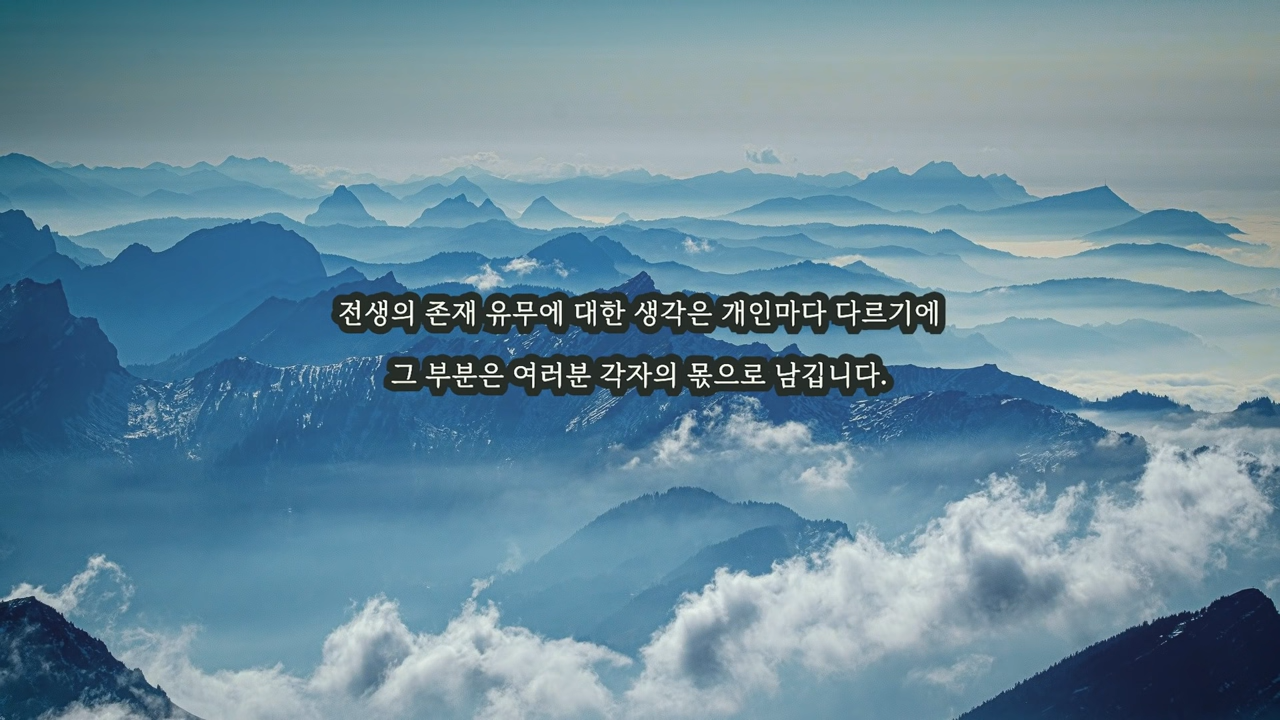 전생의 존재 유무에 대한 생각은 개인마다 다르기에
그 부분은 여러분 각자의 몫으로 남깁니다.